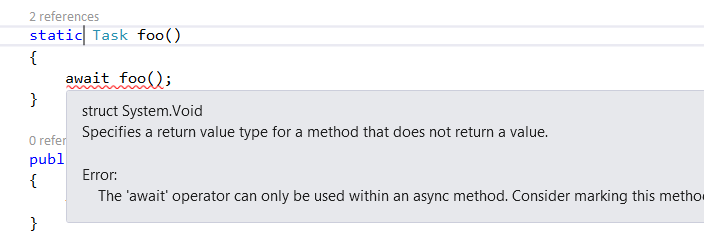 2 references
static Task foo()
{
await foo();
}
struct System.Void
Specifies a return value type for a method that does not return a value.
0 refer
publ
Error:
{
The 'await' operator can only be used within an async method. Consider marking this metho
}